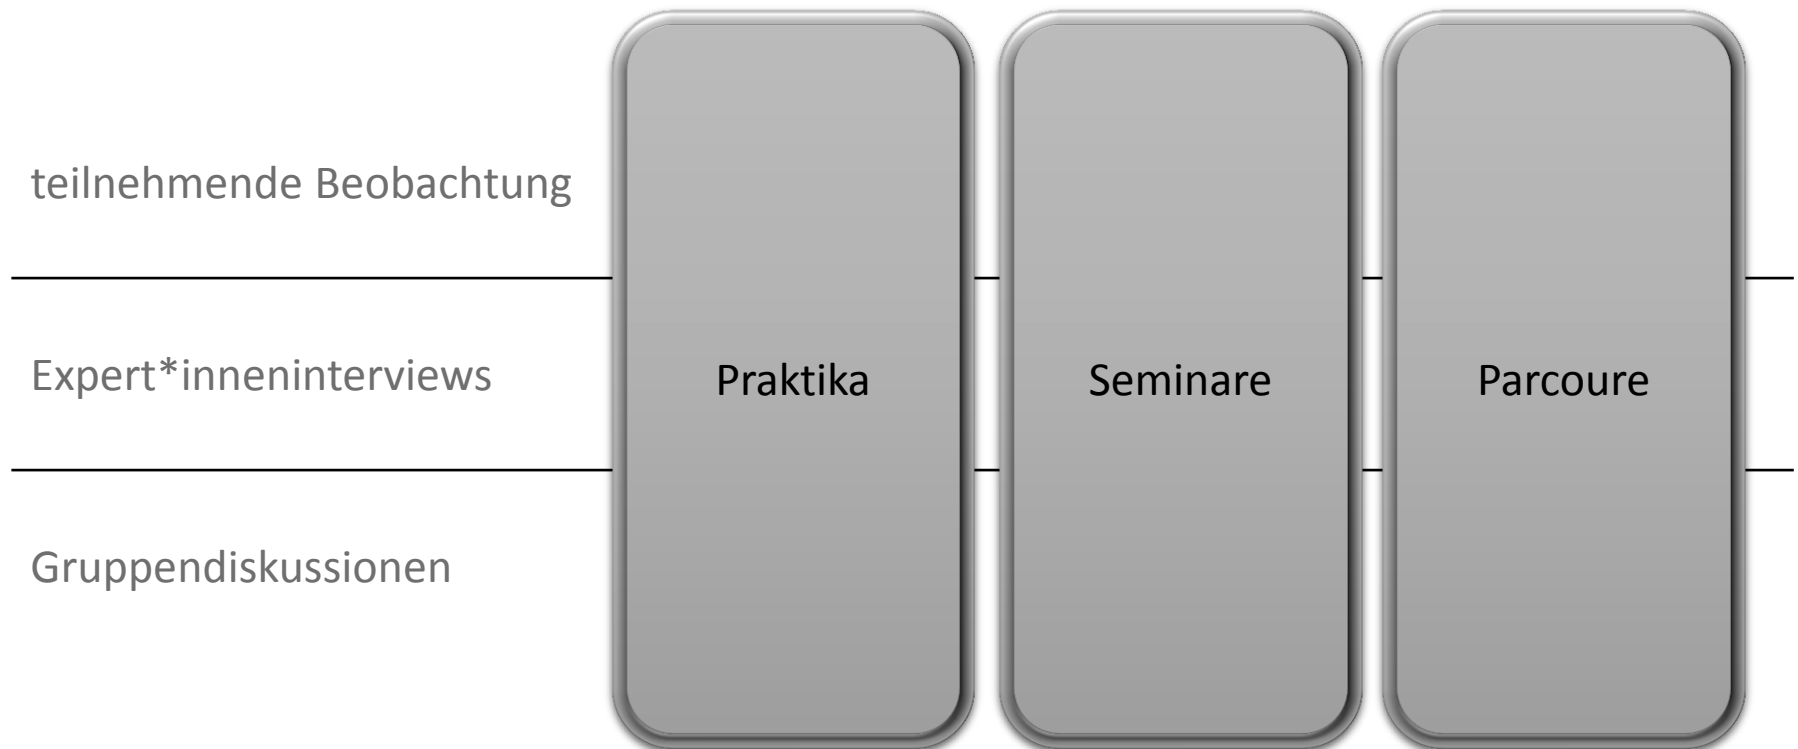 teilnehmende Beobachtung
Expert*inneninterviews
Praktika
Seminare
Parcoure
Gruppendiskussionen